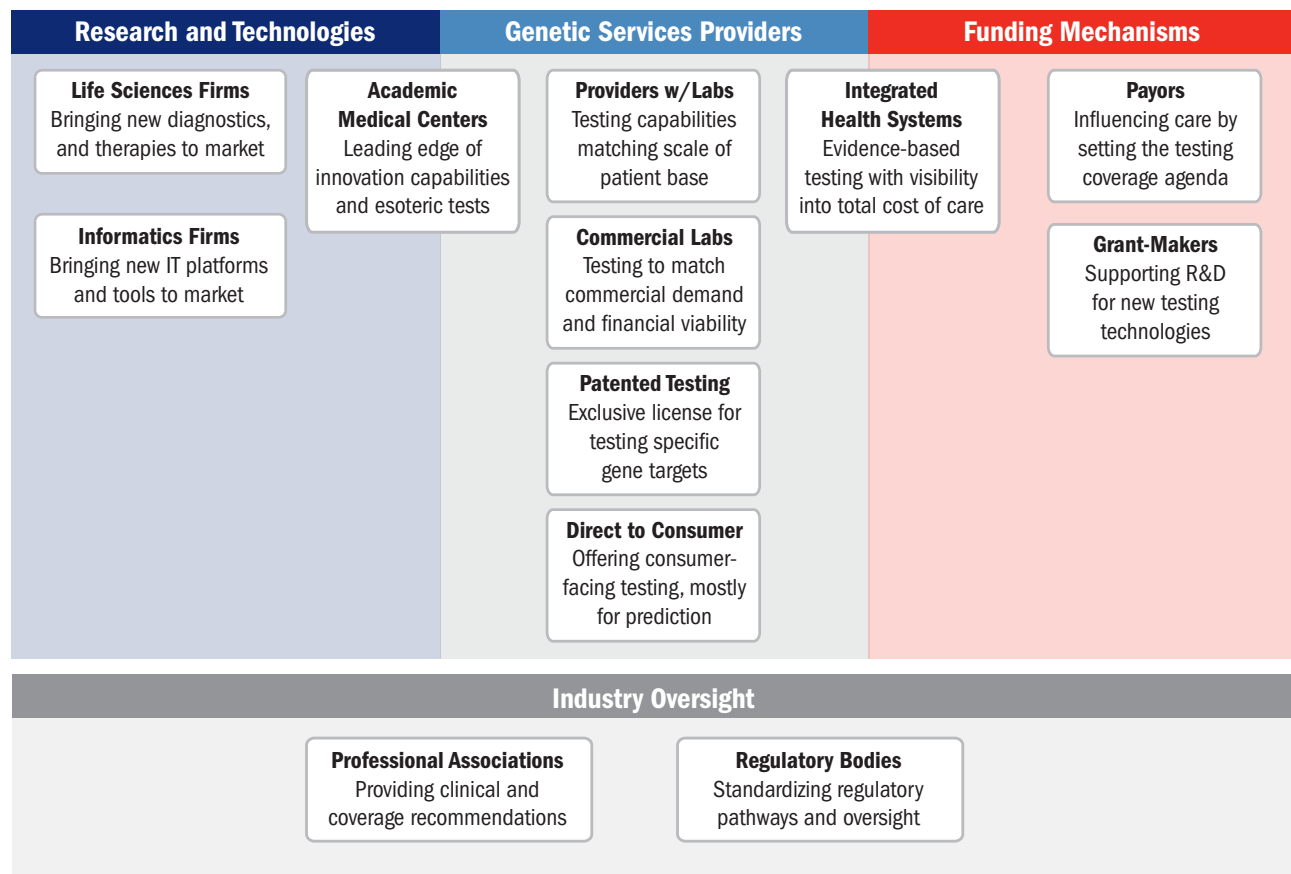 Research and Technologies
Genetic Services Providers
Funding Mechanisms
Life Sciences Firms
Bringing new diagnostics,
and therapies to market
Informatics Firms
Bringing new IT platforms
and tools to market
Academic
Medical Centers
Leading edge of
innovation capabilities
and esoteric tests
Providers w/Labs
Testing capabilities
matching scale of
patient base
Commercial Labs
Testing to match
commercial demand
and financial viability
Patented Testing
Exclusive license for
testing specific
gene targets
Direct to Consumer
Offering consumer-
facing testing, mostly
for prediction
Integrated
Health Systems
Evidence-based
testing with visibility
into total cost of care
Payors
Influencing care by
setting the testing
coverage agenda
Grant-Makers
Supporting R&D
for new testing
technologies
Industry Oversight
Professional Associations
Providing clinical and
coverage recommendations
Regulatory Bodies
Standardizing regulatory
pathways and oversight